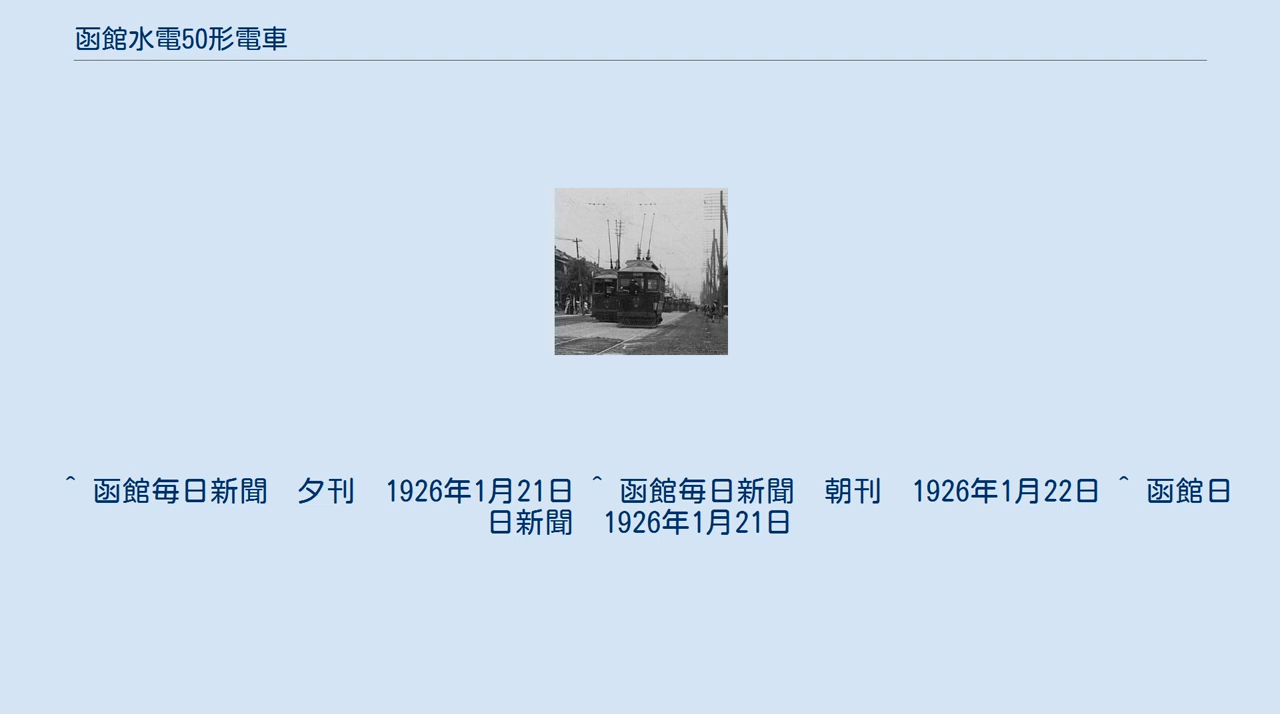 函館水電50形電車
^ 函館毎日新聞　夕刊　1926年1月21日 ^ 函館毎日新聞　朝刊　1926年1月22日 ^ 函館日
日新聞　1926年1月21日